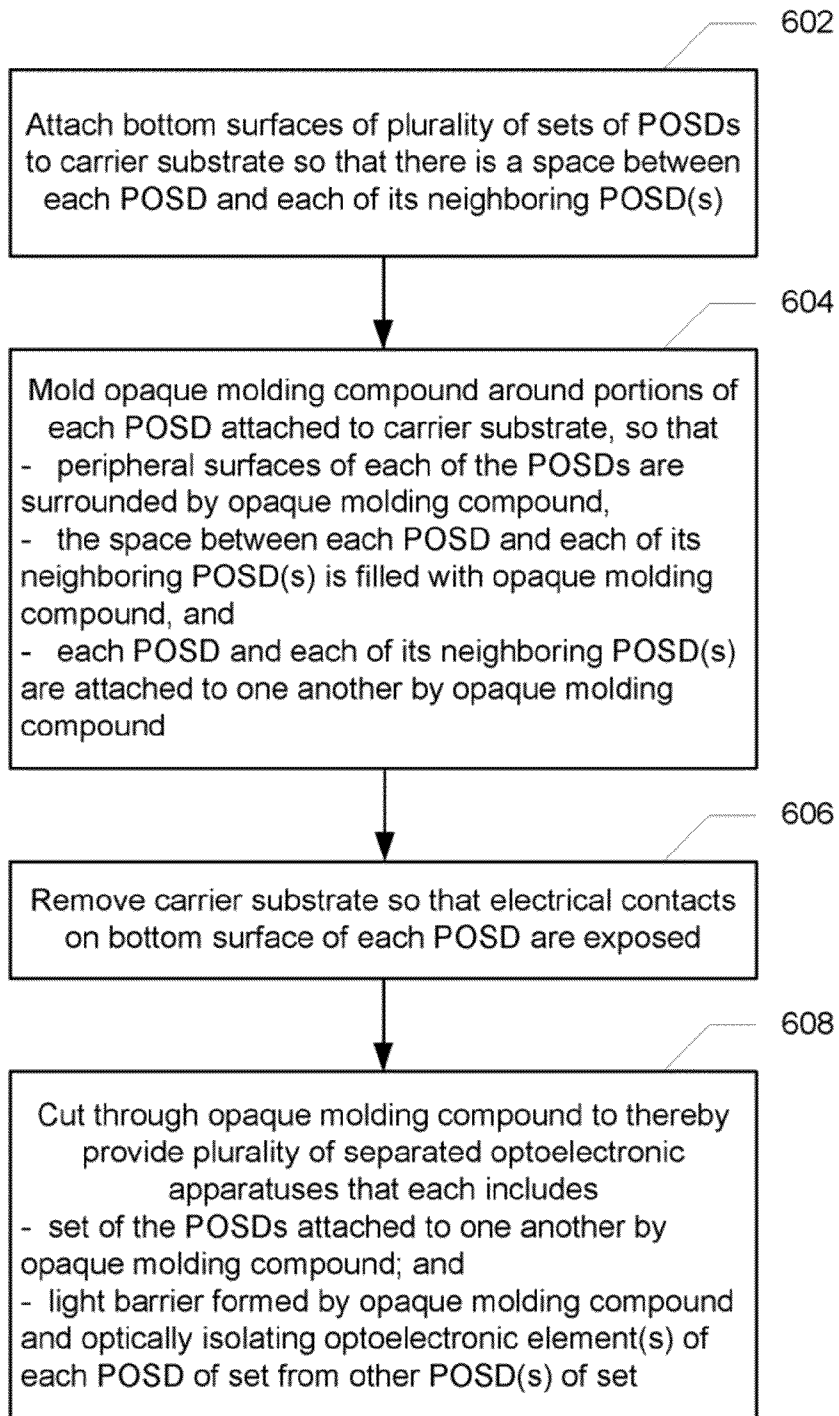 602
Attach bottom surfaces of plurality of sets of POSDs
to carrier substrate so that there is a space between
each POSD and each of its neighboring POSD(s)
604
Mold opaque molding compound around portions of
each POSD attached to carrier substrate, so that
- peripheral surfaces of each of the POSDs are
surrounded by opaque molding compound,
- the space between each POSD and each of its
neighboring POSD(s) is filled with opaque molding
compound, and
- each POSD and each of its neighboring POSD(s)
are attached to one another by opaque molding
compound
606
Remove carrier substrate so that electrical contacts
on bottom surface of each POSD are exposed
608
Cut through opaque molding compound to thereby
provide plurality of separated optoelectronic
apparatuses that each includes
- set of the POSDs attached to one another by
opaque molding compound; and
- light barrier formed by opaque molding compound
and optically isolating optoelectronic element(s) of
each POSD of set from other POSD(s) of set